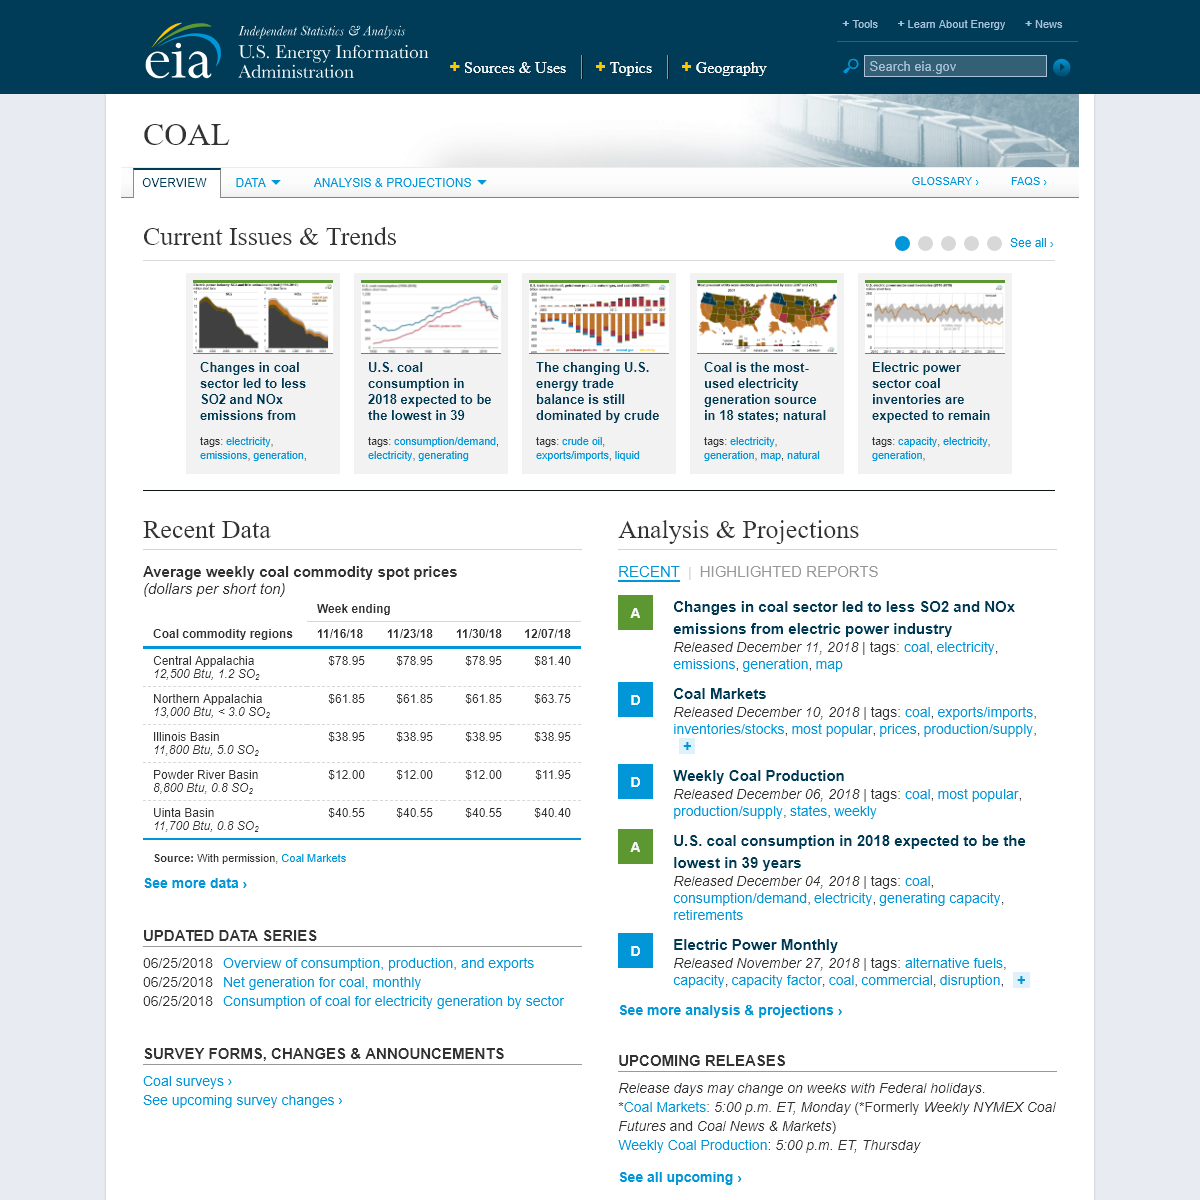 + Tools + Learn About Energy + News
eia
Independent Statistics & Analysis
U.S. Energy Information
Administration
+ Sources & Uses + Topics + Geography
Search eia.gov
COAL
OVERVIEW DATA ANALYSIS & PROJECTIONS GLOSSARY › FAQS ›
Current Issues & Trends
See all ›
Changes in coal
sector led to less
SO2 and NOx
emissions from
tags: electricity,
emissions, generation,
U.S. coal
consumption in
2018 expected to be
the lowest in 39
tags: consumption/demand,
electricity, generating
The changing U.S.
energy trade
balance is still
dominated by crude
tags: crude oil,
exports/imports, liquid
Coal is the most-
used electricity
generation source
in 18 states; natural
tags: electricity,
generation, map, natural
Electric power
sector coal
inventories are
expected to remain
tags: capacity, electricity,
generation,
Recent Data
Average weekly coal commodity spot prices
(dollars per short ton)
Week ending
Coal commodity regions 11/16/18 11/23/18 11/30/18 12/07/18
Central Appalachia $78.95 $78.95 $78.95 $81.40
12,500 Btu, 1.2 SO2
Northern Appalachia $61.85 $61.85 $61.85 $63.75
13,000 Btu, < 3.0 SO2
Illinois Basin $38.95 $38.95 $38.95 $38.95
11,800 Btu, 5.0 SO2
Powder River Basin $12.00 $12.00 $12.00 $11.95
8,800 Btu, 0.8 SO2
Uinta Basin $40.55 $40.55 $40.55 $40.40
11,700 Btu, 0.8 SO2
Source: With permission, Coal Markets
See more data ›
UPDATED DATA SERIES
06/25/2018 Overview of consumption, production, and exports
06/25/2018 Net generation for coal, monthly
06/25/2018 Consumption of coal for electricity generation by sector
SURVEY FORMS, CHANGES & ANNOUNCEMENTS
Coal surveys ›
See upcoming survey changes ›
Analysis & Projections
RECENT | HIGHLIGHTED REPORTS
A
Changes in coal sector led to less SO2 and NOx
emissions from electric power industry
Released December 11, 2018 | tags: coal, electricity,
emissions, generation, map
D
Coal Markets
Released December 10, 2018 | tags: coal, exports/imports,
inventories/stocks, most popular, prices, production/supply,
+
D
Weekly Coal Production
Released December 06, 2018 | tags: coal, most popular,
production/supply, states, weekly
A
U.S. coal consumption in 2018 expected to be the
lowest in 39 years
Released December 04, 2018 | tags: coal,
consumption/demand, electricity, generating capacity,
retirements
D
Electric Power Monthly
Released November 27, 2018 | tags: alternative fuels,
capacity, capacity factor, coal, commercial, disruption, +
See more analysis & projections ›
UPCOMING RELEASES
Release days may change on weeks with Federal holidays.
*Coal Markets: 5:00 p.m. ET, Monday (*Formerly Weekly NYMEX Coal
Futures and Coal News & Markets)
Weekly Coal Production: 5:00 p.m. ET, Thursday
See all upcoming ›